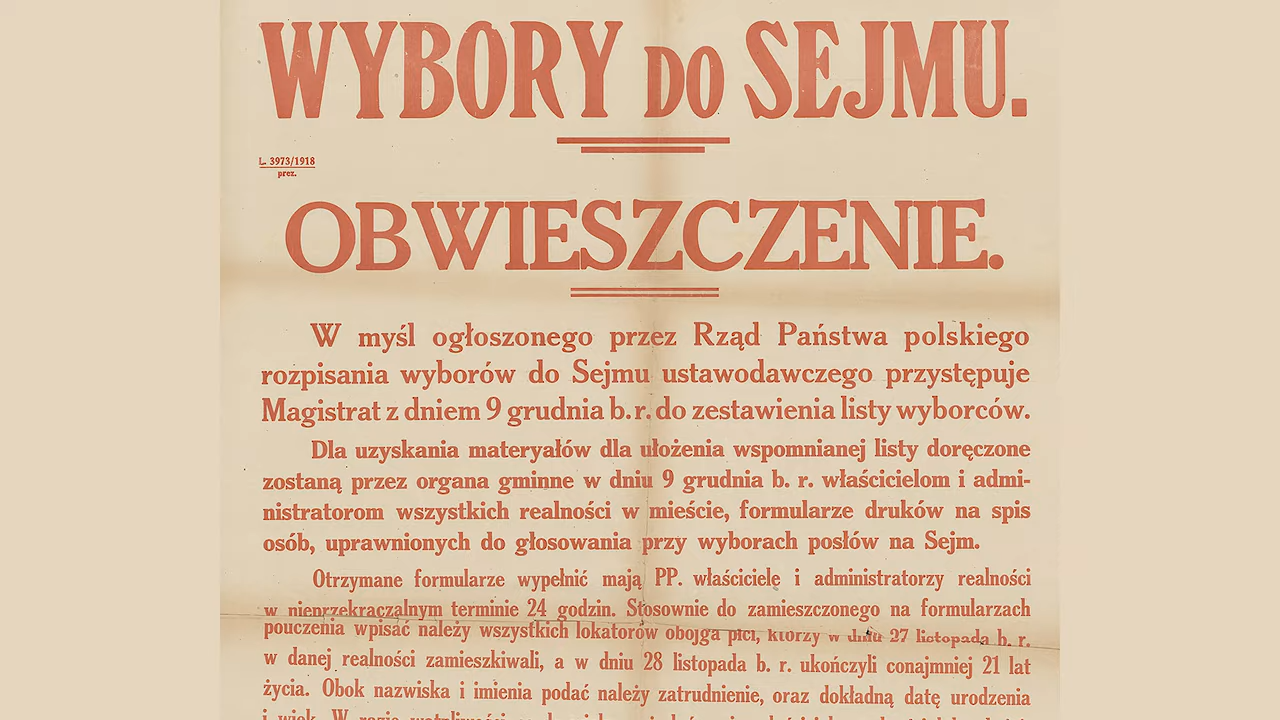 WYBORY DO SEJMU.
L. 3973/1918
prez.
OBWIESZCZENIE.
W myśl ogłoszonego przez Rząd Państwa polskiego
rozpisania wyborów do Sejmu ustawodawczego przystępuje
Magistrat z dniem 9 grudnia b. r. do zestawienia listy wyborców.
Dla uzyskania materyałów dla ułożenia wspomnianej listy doręczone
zostaną przez organa gminne w dniu 9 grudnia b. r. właścicielom i admi-
nistratorom wszystkich realności w mieście, formularze druków na spis
osób, uprawnionych do głosowania przy wyborach posłów na Sejm.
Otrzymane formularze wypełnić mają PP. właściciele i administratorzy realności
w nieprzekraczalnym terminie 24 godzin. Stosownie do zamieszczonego na formularzach
pouczenia wpisać należy wszystkich lokatorów obojga płci, którzy w dniu 27 listopada b. r.
w danej realności zamieszkiwali, a w dniu 28 listopada b. r. ukończyli conajmniej 21 lat
życia. Obok nazwiska i imienia podać należy zatrudnienie, oraz dokładną datę urodzenia
i wiek. W razie